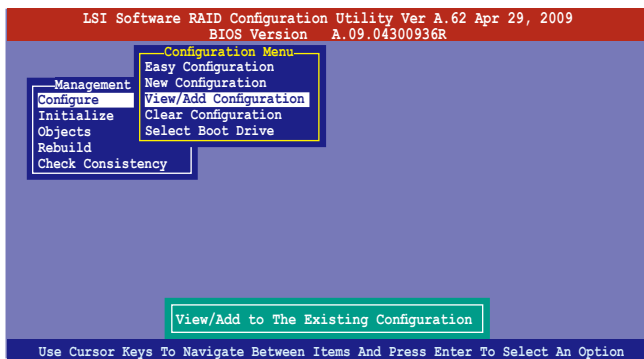 LSI Software RAID Configuration Utility Ver A.62 Apr 29, 2009
BIOS Version A.09.04300936R
Configuration Menu
Easy Configuration
New Configuration
View/Add Configuration
Clear Configuration
Select Boot Drive
Management
Configure
Initialize
Objects
Rebuild
Check Consistency
View/Add to The Existing Configuration
Use Cursor Keys To Navigate Between Items And Press Enter To Select An Option